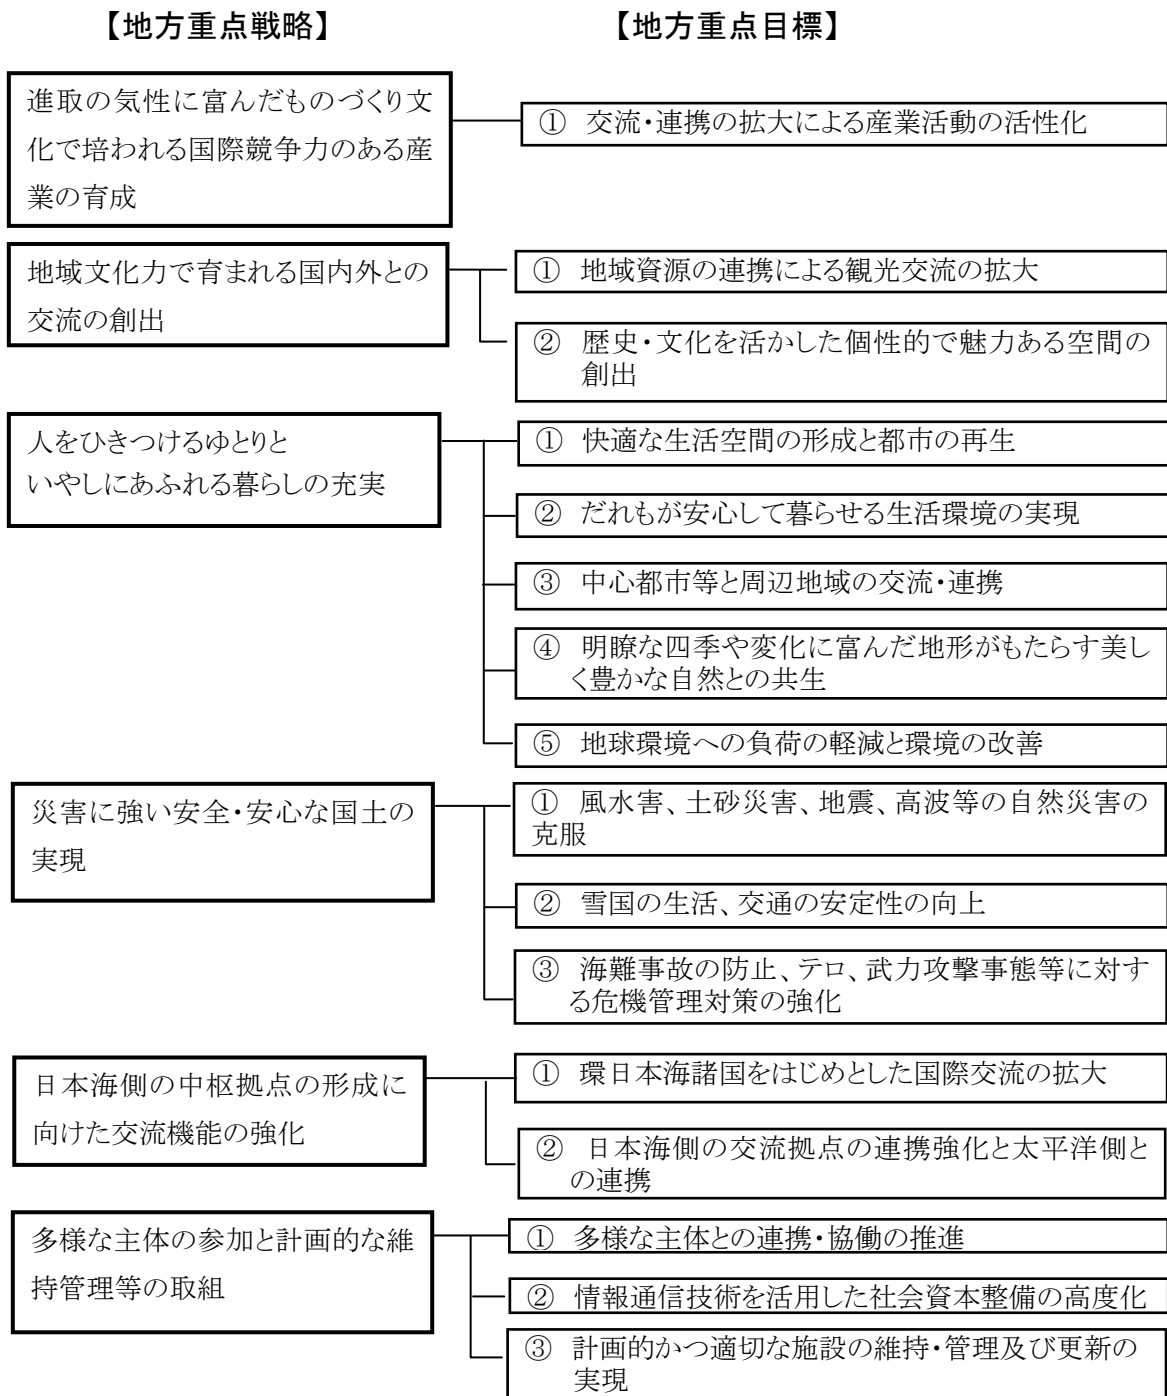 【地方重点戦略】 【地方重点目標】
進取の気性に富んだものづくり文
化で培われる国際競争力のある産
業の育成
① 交流・連携の拡大による産業活動の活性化
地域文化力で育まれる国内外との
交流の創出
① 地域資源の連携による観光交流の拡大
② 歴史・文化を活かした個性的で魅力ある空間の
創出
人をひきつけるゆとりと
いやしにあふれる暮らしの充実
① 快適な生活空間の形成と都市の再生
② だれもが安心して暮らせる生活環境の実現
③ 中心都市等と周辺地域の交流・連携
④ 明瞭な四季や変化に富んだ地形がもたらす美し
く豊かな自然との共生
⑤ 地球環境への負荷の軽減と環境の改善
災害に強い安全・安心な国土の
実現
① 風水害、土砂災害、地震、高波等の自然災害の
克服
② 雪国の生活、交通の安定性の向上
③ 海難事故の防止、テロ、武力攻撃事態等に対す
る危機管理対策の強化
日本海側の中枢拠点の形成に
向けた交流機能の強化
① 環日本海諸国をはじめとした国際交流の拡大
② 日本海側の交流拠点の連携強化と太平洋側と
の連携
多様な主体の参加と計画的な維
持管理等の取組
① 多様な主体との連携・協働の推進
② 情報通信技術を活用した社会資本整備の高度化
③ 計画的かつ適切な施設の維持・管理及び更新の
実現